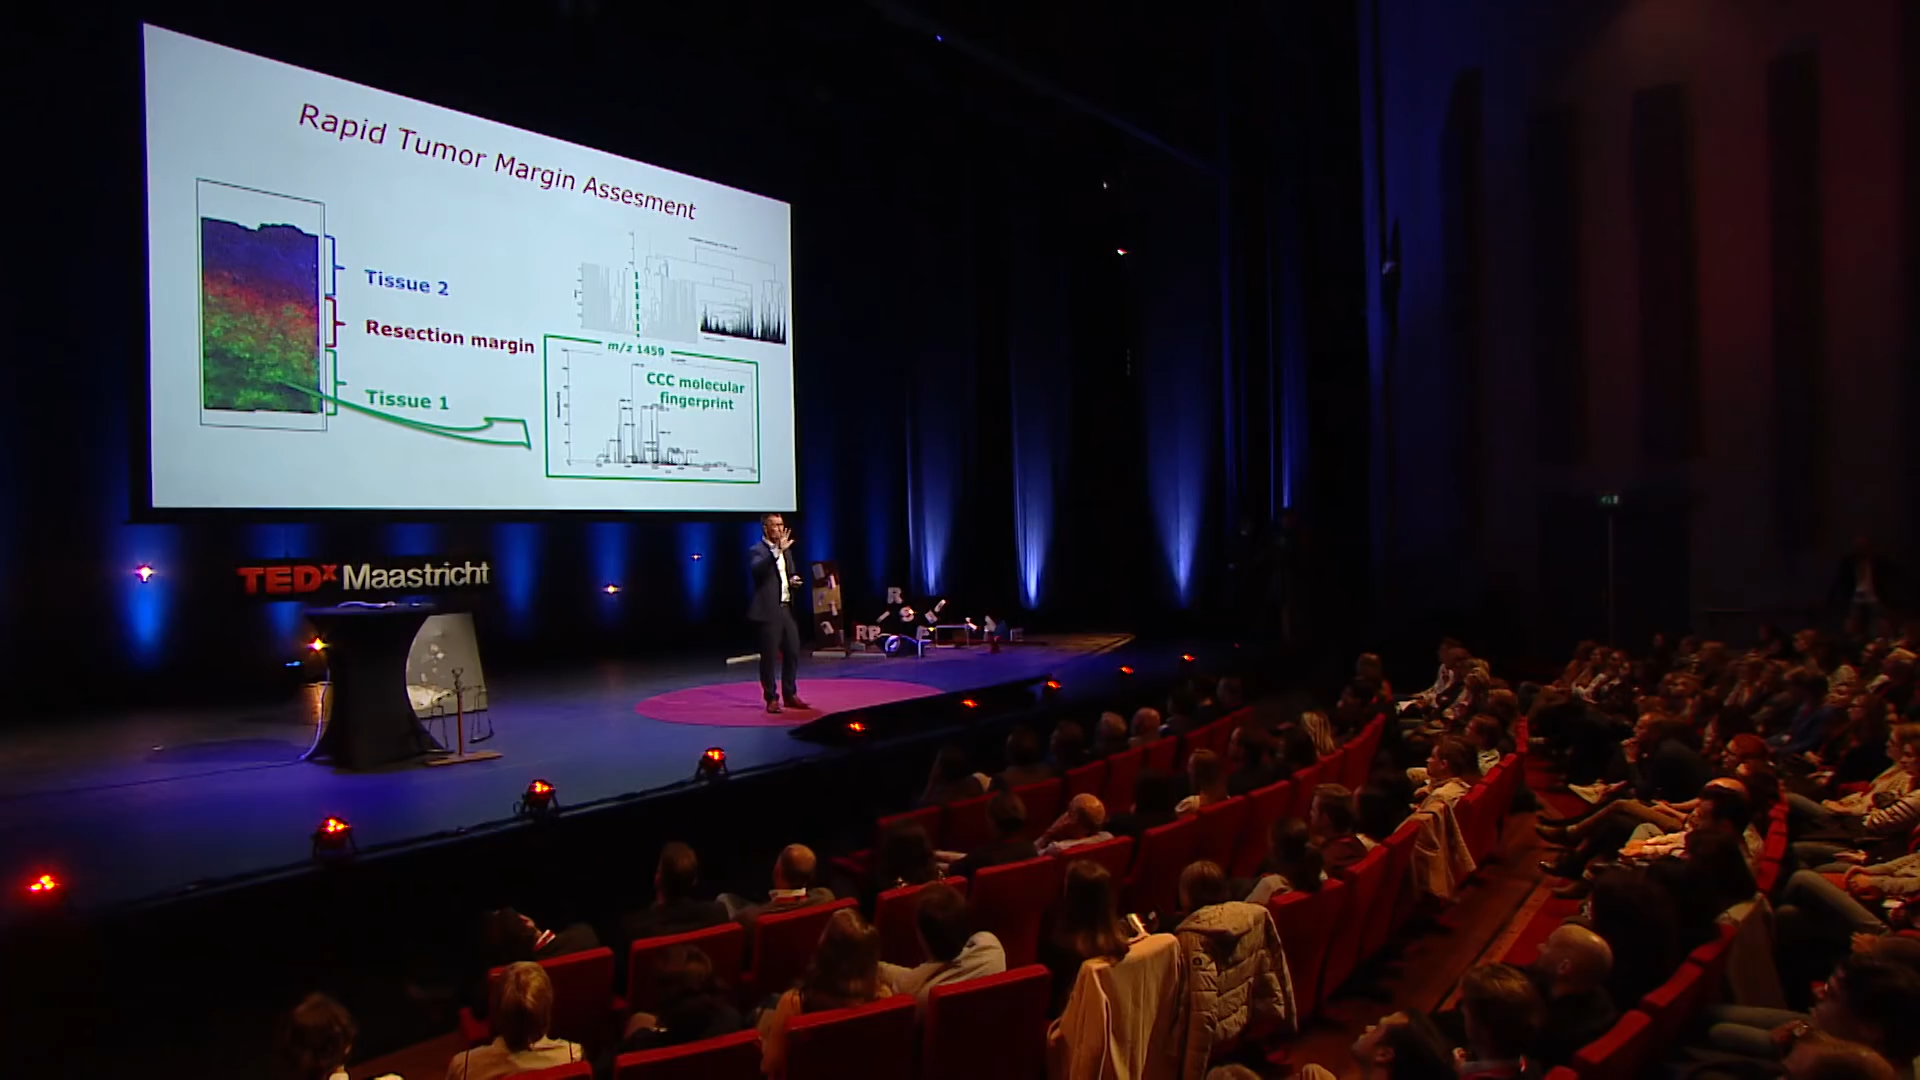 Rapid Tumor Margin Assesment
Tissue 2
Resection margin
Tissue 1
m/z 1459
CCC molecular
fingerprint
TEDx Maastricht